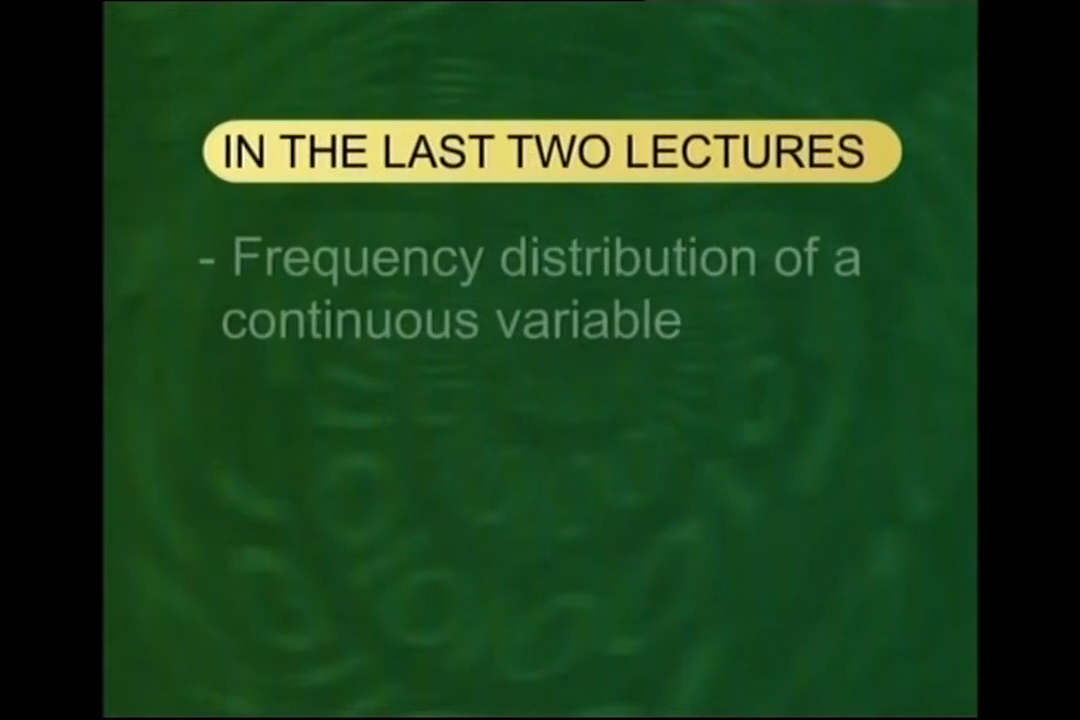 IN THE LAST TWO LECTURES
- Frequency distribution of a
continuous variable